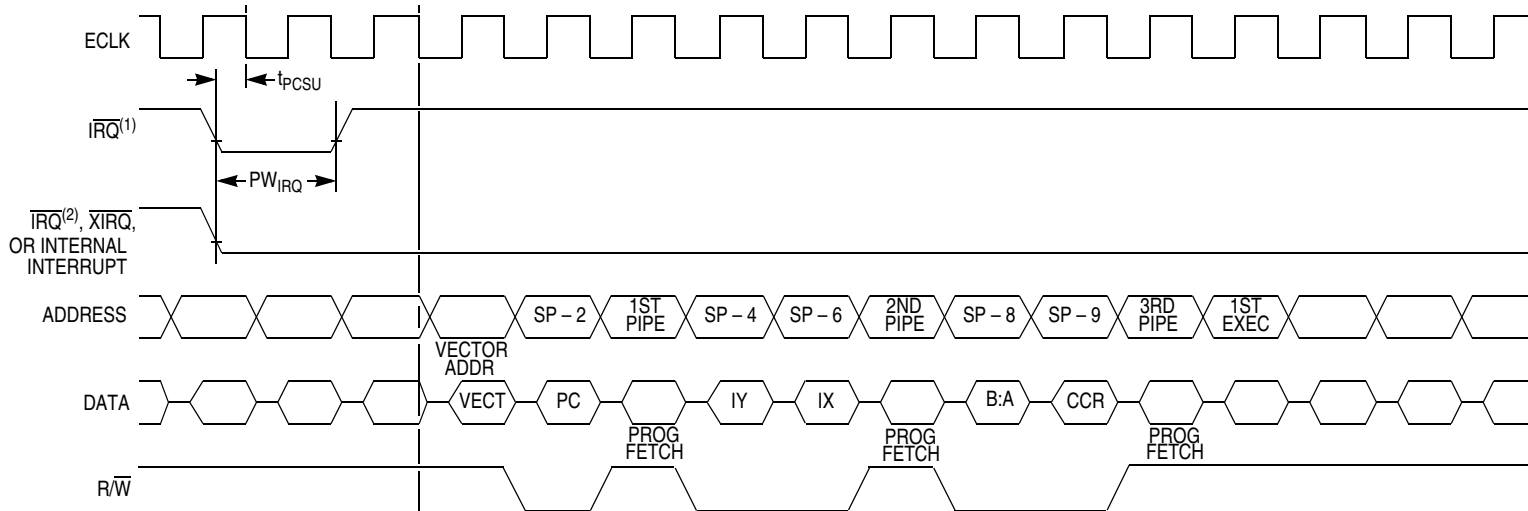 ECLK
tPCSU
IRQ(1)
PWIRQ
IRQ(2), XIRQ,
OR INTERNAL
INTERRUPT
ADDRESS
VECTOR
ADDR
SP – 2
1ST
PIPE
SP – 4
SP – 6
2ND
PIPE
SP – 8
SP – 9
3RD
PIPE
1ST
EXEC
DATA
VECT
PC
PROG
FETCH
IY
IX
PROG
FETCH
B:A
CCR
PROG
FETCH
R/W